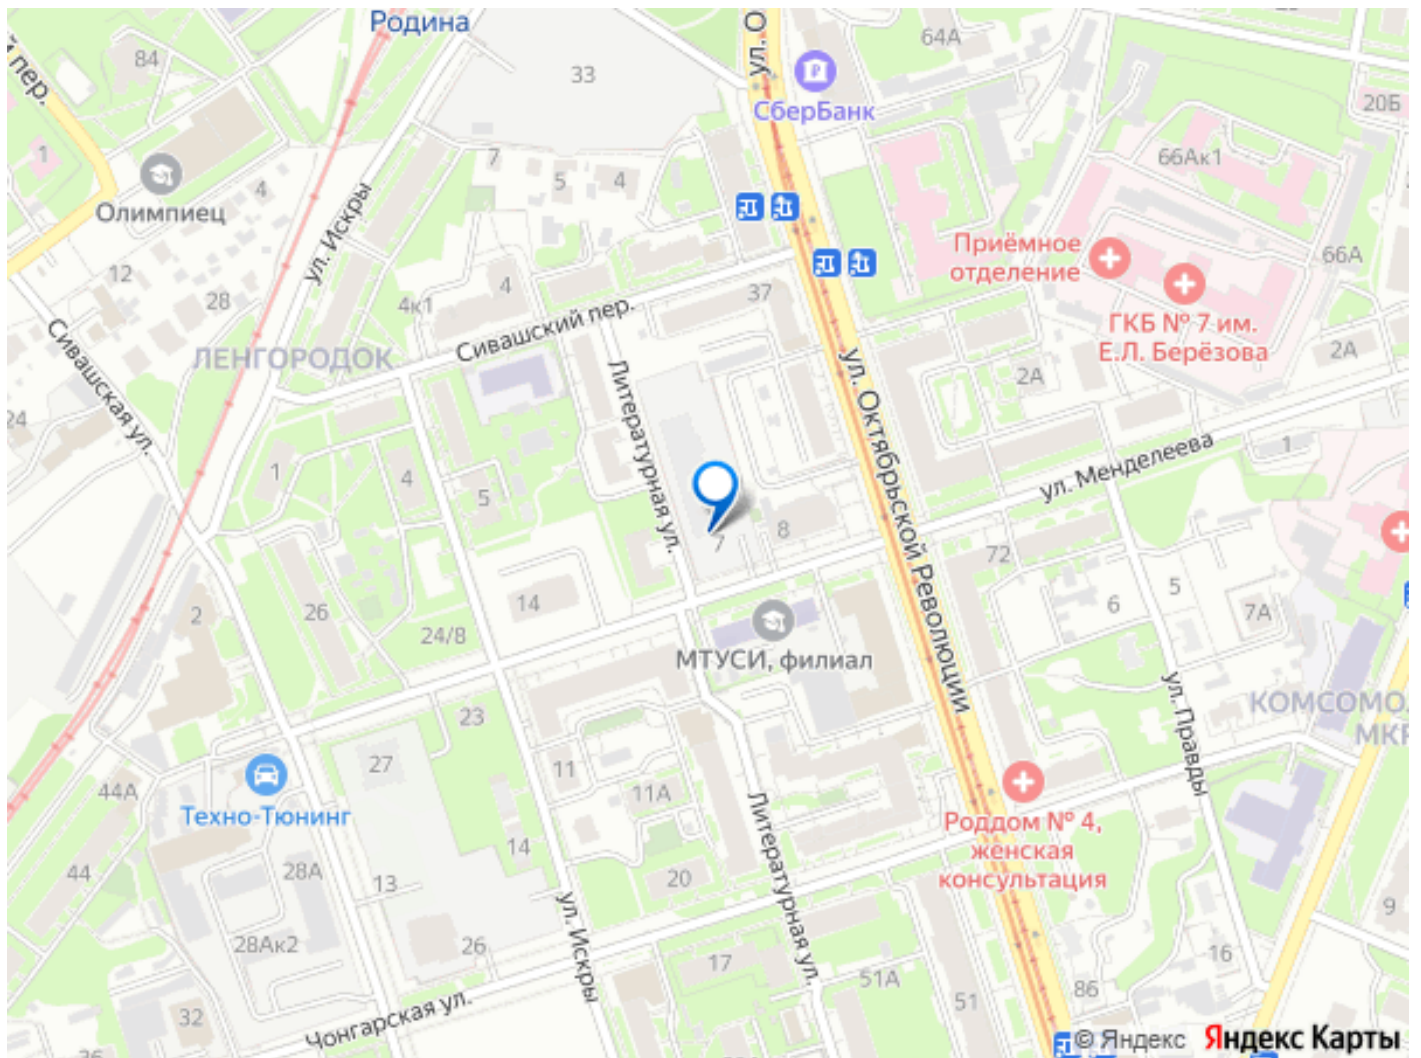 Родина
ул. О
64А
84
33
СберБанк
20Б
й пер.
1
7
5
4
66Ак1
Олимпиец
4
ул. Искры
Приёмное
отделение
66А
12
28
4к1
4
37
ГКБ № 7 им.
Е.Л. Берёзова
Сивашский пер.
ЛЕНГОРОДОК
2А
2А
Сивашская ул.
24
Литературная ул.
ул. Октябрьской Революции
ул. Менделеева
1
1
4
5
7
8
72
2
26
14
24/8
6
5
7А
МТУСИ, филиал
ул. Правды
КОМСОМО
МКР
23
27
11
11А
44А
Техно-Тюнинг
Литературная ул.
Роддом № 4,
женская
консультация
14
44
28А
13
20
ул. Искры
9
28Ак2
26
17
51А
51
16
86
32
36
Чонгарская ул.
© Яндекс Яндекс Карты